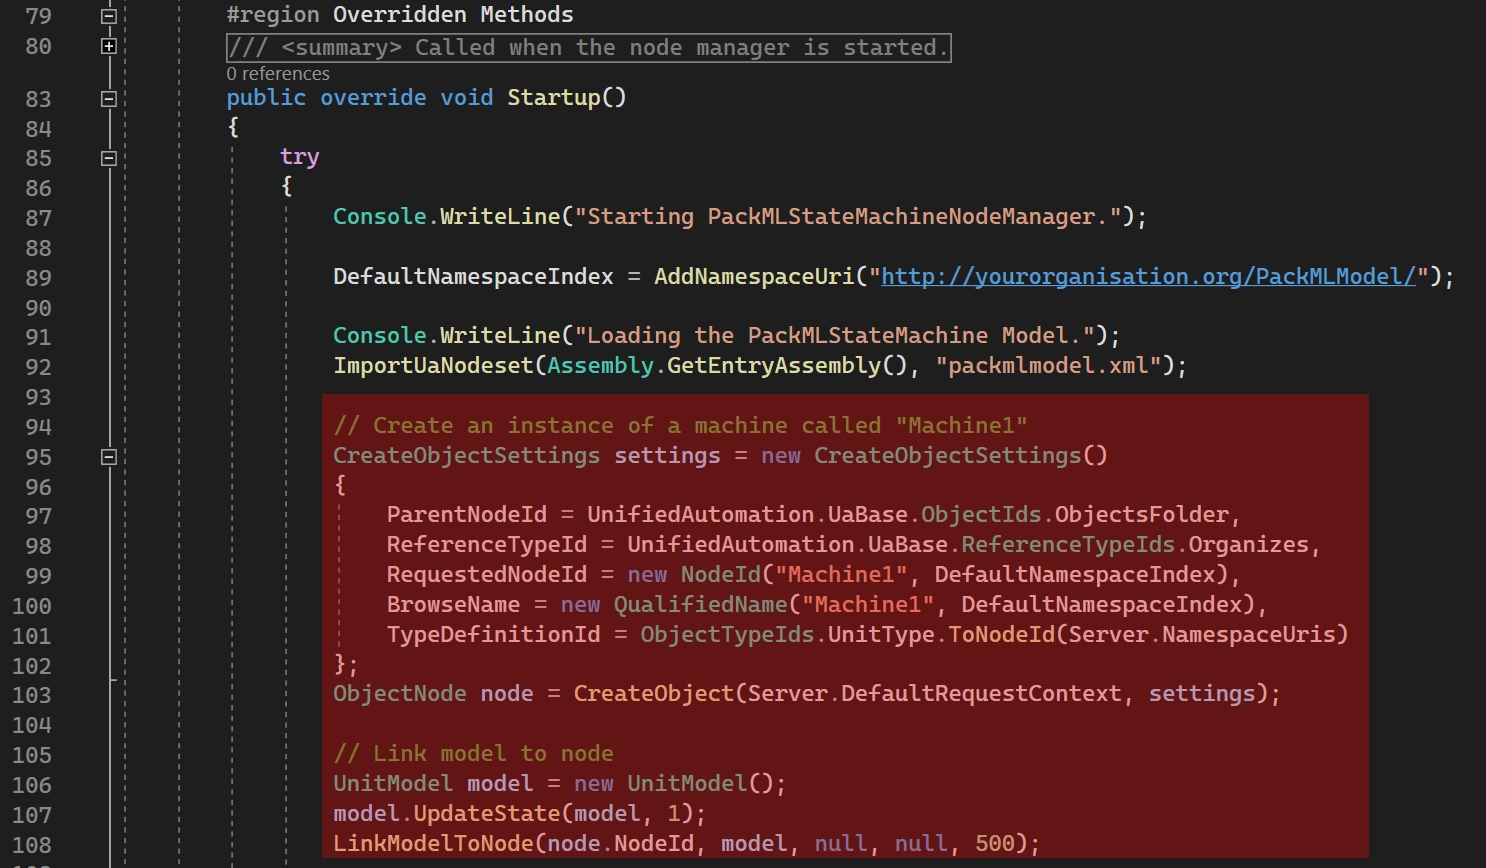 79 #region Overridden Methods
80 /// <summary> Called when the node manager is started.
0 references
83 public override void Startup()
84 {
85 try
86 {
87 Console.WriteLine("Starting PackMLStateMachineNodeManager.");
88
89 DefaultNamespaceIndex = AddNamespaceUri("http://yourorganisation.org/PackMLModel/");
90
91 Console.WriteLine("Loading the PackMLStateMachine Model.");
92 ImportUaNodeset(Assembly.GetEntryAssembly(), "packmlmodel.xml");
93
94 // Create an instance of a machine called "Machine1"
95 CreateObjectSettings settings = new CreateObjectSettings()
96 {
97 ParentNodeId = UnifiedAutomation.UaBase.ObjectIds.ObjectsFolder,
98 ReferenceTypeId = UnifiedAutomation.UaBase.ReferenceTypeIds.Organizes,
99 RequestedNodeId = new NodeId("Machine1", DefaultNamespaceIndex),
100 BrowseName = new QualifiedName("Machine1", DefaultNamespaceIndex),
101 TypeDefinitionId = ObjectTypeIds.UnitType.ToNodeId(Server.NamespaceUris)
102 };
103 ObjectNode node = CreateObject(Server.DefaultRequestContext, settings);
104
105 // Link model to node
106 UnitModel model = new UnitModel();
107 model.UpdateState(model, 1);
108 LinkModelToNode(node.NodeId, model, null, null, 500);